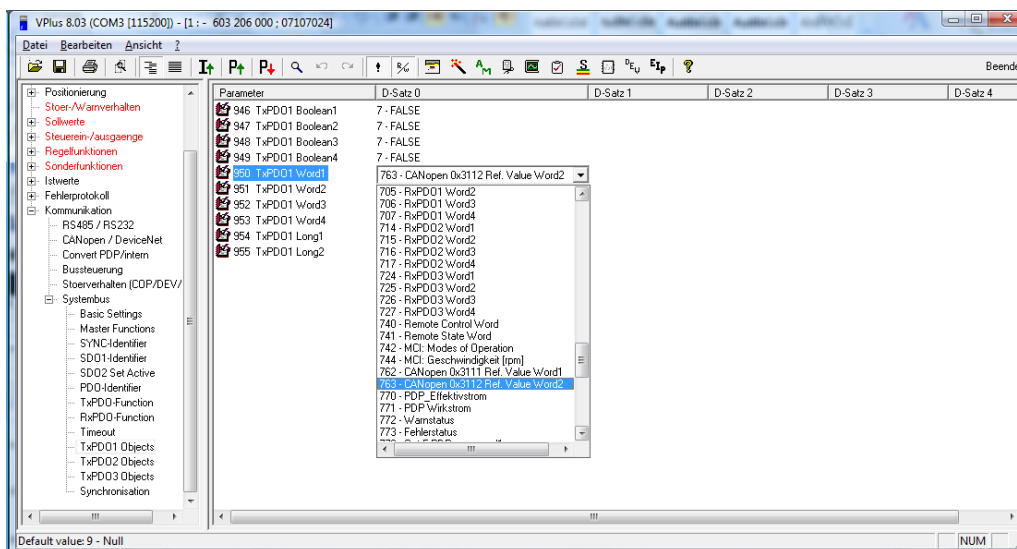 VPlus 8.03 (COM3 [115200]) - [1 : - 603 206 000 ; 07107024]
Datei Bearbeiten Ansicht ?
Beende
Positionierung
Stoer-/Warnverhalten
Sollwerte
Steuerein-/ausgaenge
Regelfunktionen
Sonderfunktionen
Istwerte
Fehlerprotokoll
Kommunikation
RS485 / RS232
CANopen / DeviceNet
Convert PDP/intern
Bussteuerung
Stoerverhalten (COP/DEV/
Systembus
Basic Settings
Master Functions
SYNC-Identifier
SDO1-Identifier
SDO2 Set Active
PDO-Identifier
TxPDO-Function
RxPDO-Function
Timeout
TxPDO1 Objects
TxPDO2 Objects
TxPDO3 Objects
Synchronisation
Parameter D-Satz 0 D-Satz 1 D-Satz 2 D-Satz 3 D-Satz 4
946 TxPDO1 Boolean1 7 - FALSE
947 TxPDO1 Boolean2 7 - FALSE
948 TxPDO1 Boolean3 7 - FALSE
949 TxPDO1 Boolean4 7 - FALSE
950 TxPDO1 Word1 763 - CANopen 0x3112 Ref. Value Word2
951 TxPDO1 Word2
952 TxPDO1 Word3
953 TxPDO1 Word4
954 TxPDO1 Long1
955 TxPDO1 Long2
705 - RxPDO1 Word2
706 - RxPDO1 Word3
707 - RxPDO1 Word4
714 - RxPDO2 Word1
715 - RxPDO2 Word2
716 - RxPDO2 Word3
717 - RxPDO2 Word4
724 - RxPDO3 Word1
725 - RxPDO3 Word2
726 - RxPDO3 Word3
727 - RxPDO3 Word4
740 - Remote Control Word
741 - Remote State Word
742 - MCI: Modes of Operation
744 - MCI: Geschwindigkeit [rpm]
762 - CANopen 0x3111 Ref. Value Word1
763 - CANopen 0x3112 Ref. Value Word2
770 - PDP_Effektivstrom
771 - PDP Wirkstrom
772 - Warnstatus
773 - Fehlerstatus
Default value: 9 - Null NUM